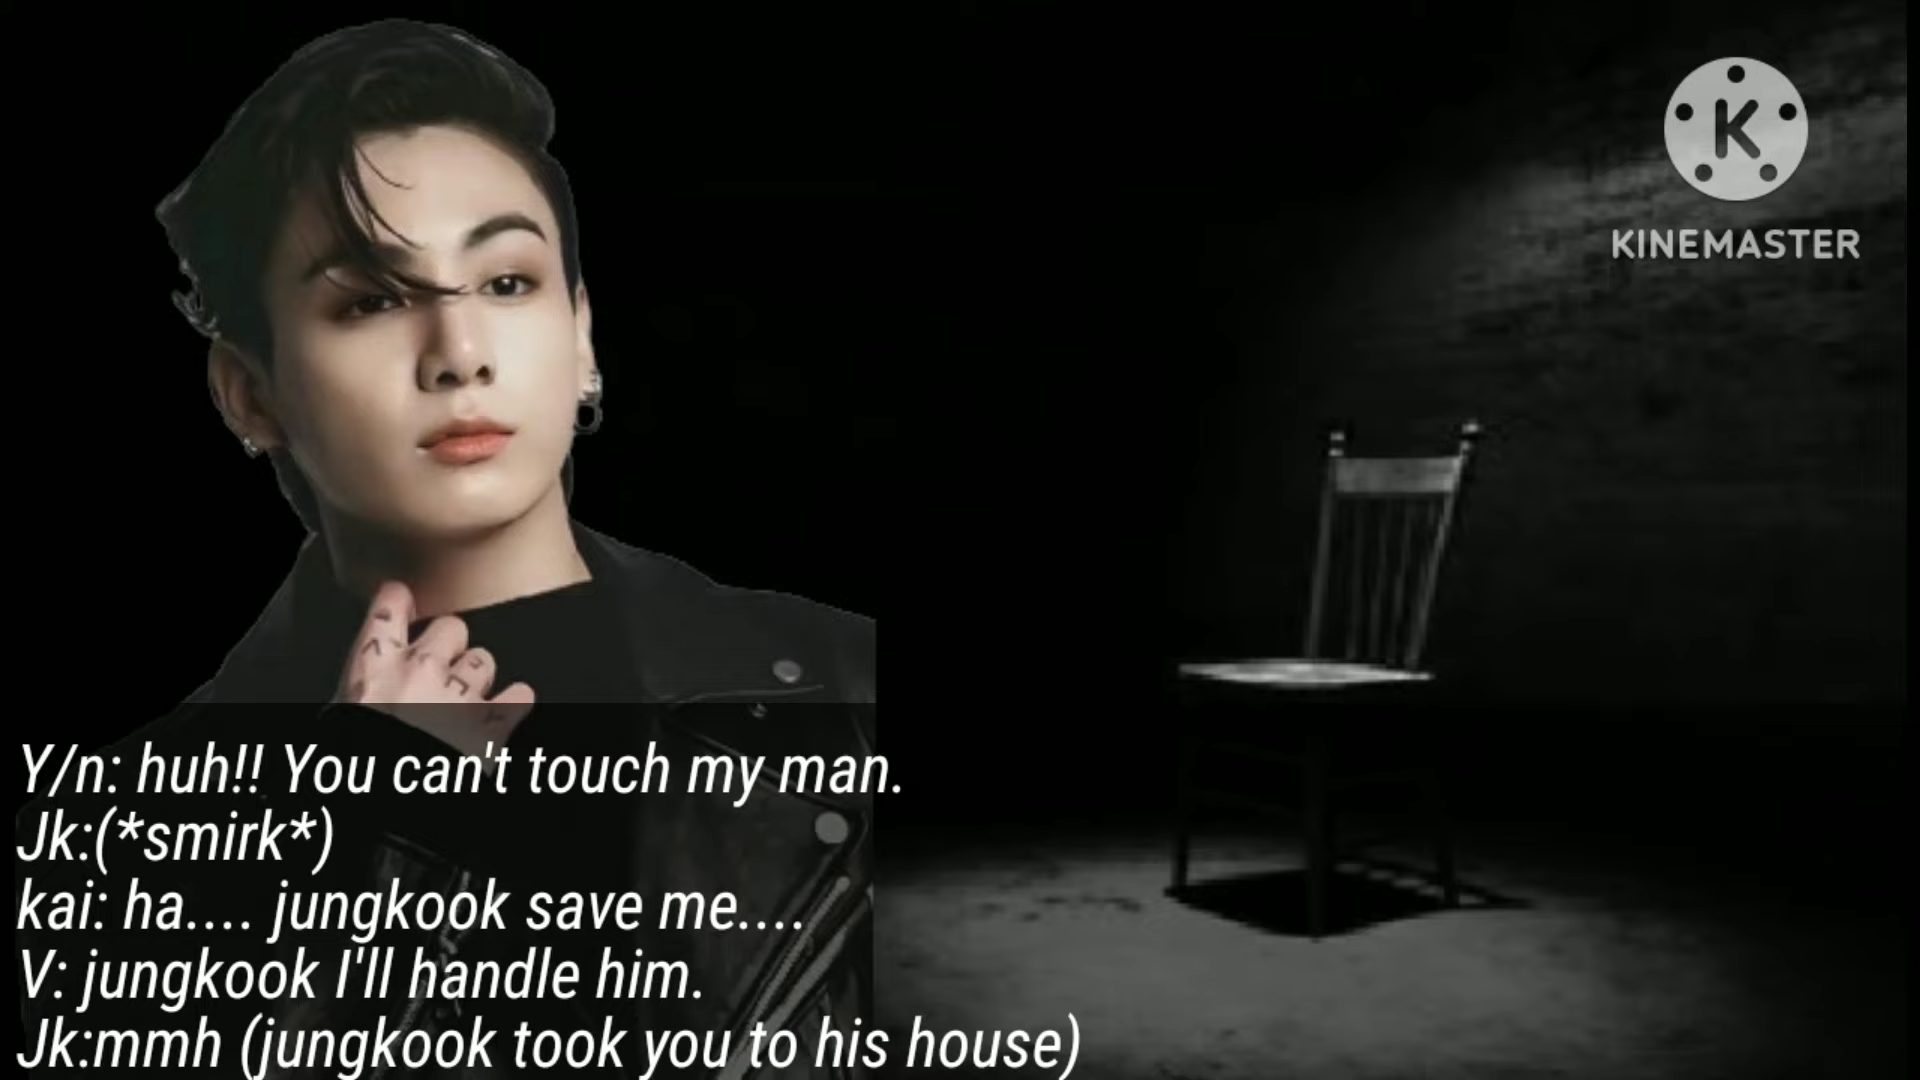 K
KINEMASTER
Y/n: huh!! You can't touch my man.
Jk:(*smirk*)
kai: ha.... jungkook save me....
V: jungkook I'll handle him.
Jk:mmh (jungkook took you to his house)